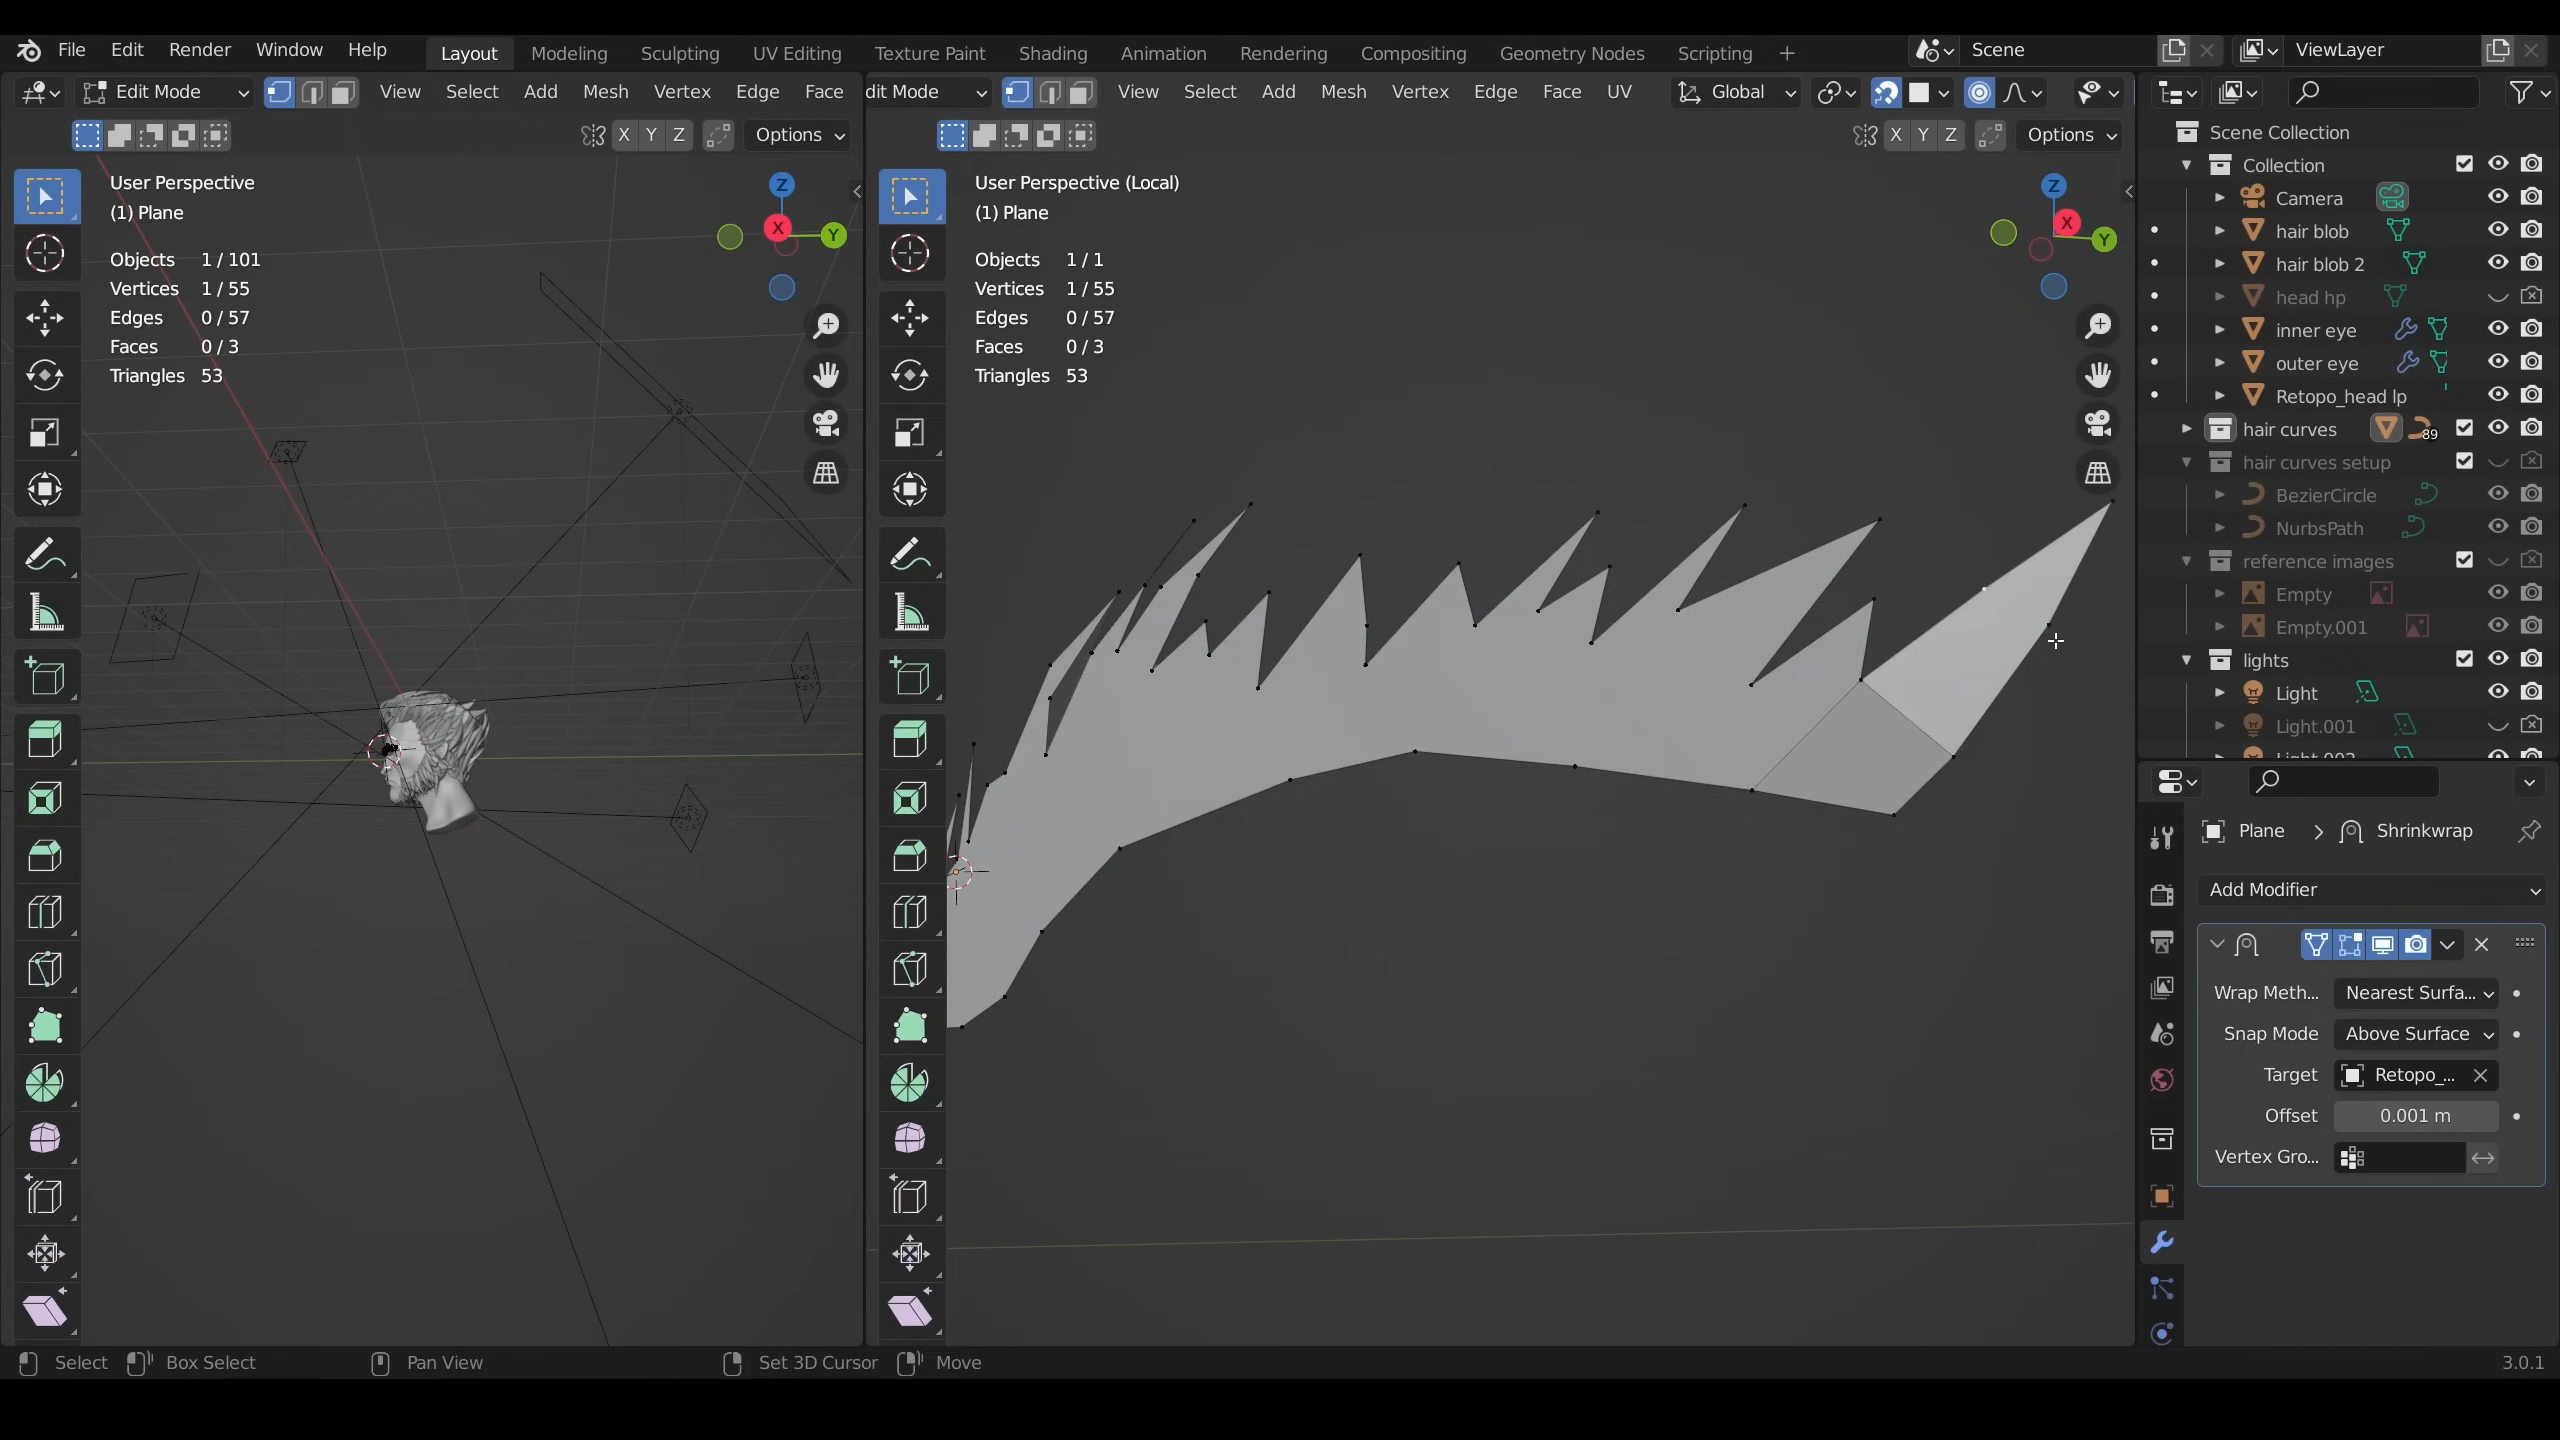 File Edit Render Window Help Layout Modeling Sculpting UV Editing Texture Paint Shading Animation Rendering Compositing Geometry Nodes Scripting + Scene ViewLayer
Edit Mode View Select Add Mesh Vertex Edge Face
dit Mode View Select Add Mesh Vertex Edge Face UV Global
X Y Z Options
X Y Z Options
User Perspective
(1) Plane
Objects 1 / 101
Vertices 1 / 55
Edges 0 / 57
Faces 0 / 3
Triangles 53
Z
X
Y
User Perspective (Local)
(1) Plane
Objects 1 / 1
Vertices 1 / 55
Edges 0 / 57
Faces 0 / 3
Triangles 53
Z
X
Y
Scene Collection
Collection
Camera
hair blob
hair blob 2
head hp
inner eye
outer eye
Retopo_head lp
hair curves 89
hair curves setup
BezierCircle
NurbsPath
reference images
Empty
Empty.001
lights
Light
Light.001
Light.002
Plane > Shrinkwrap
Add Modifier
Wrap Meth... Nearest Surfa...
Snap Mode Above Surface
Target Retopo_...
Offset 0.001 m
Vertex Gro...
Select Box Select Pan View Set 3D Cursor Move 3.0.1